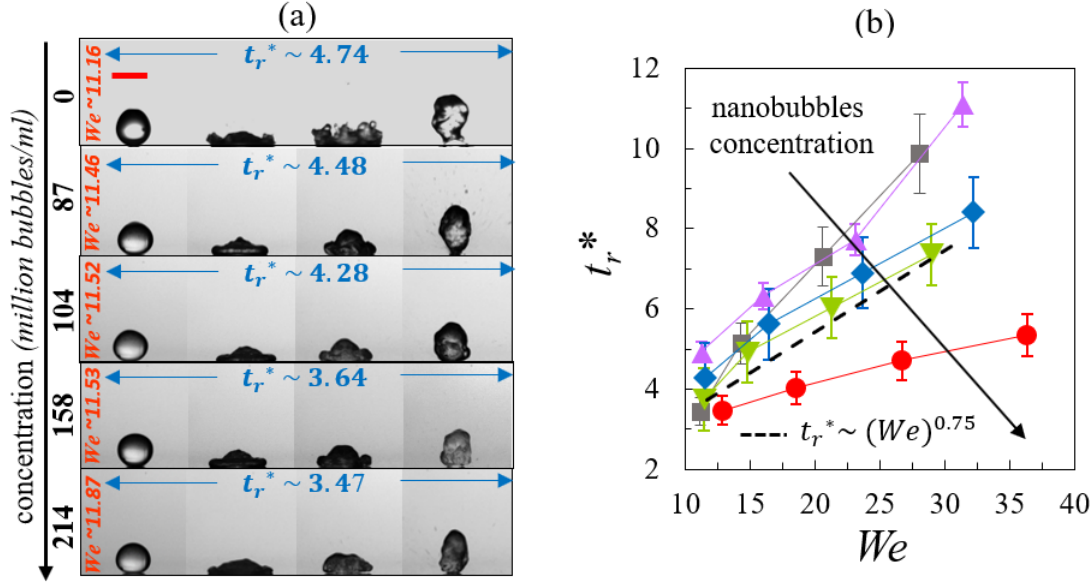 (a)
concentration (million bubbles/ml)
0
We ~11.16
t_r* ~ 4.74
87
We ~11.46
t_r* ~ 4.48
104
We ~11.52
t_r* ~ 4.28
158
We ~11.53
t_r* ~ 3.64
214
We ~11.87
t_r* ~ 3.47
(b)
12
10
8
6
4
2
t_r*
nanobubbles
concentration
t_r* ~ (We)^0.75
10
15
20
25
30
35
40
We